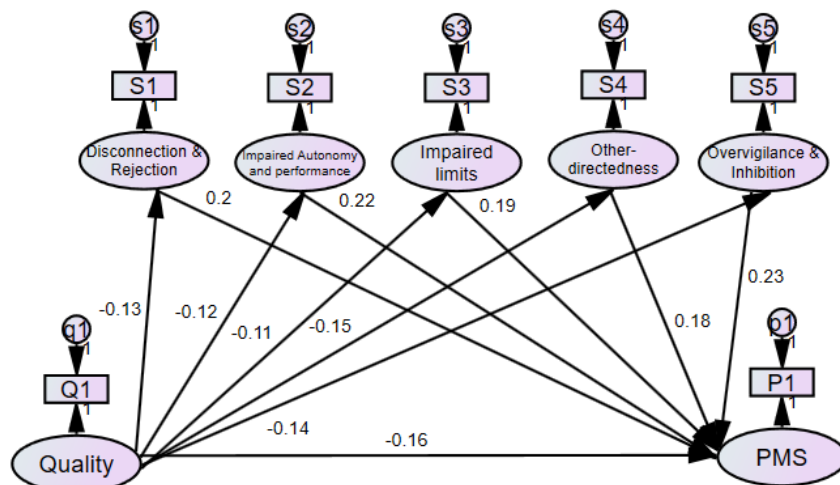 s1
s2
s3
s4
s5
1
1
1
1
1
S1
S2
S3
S4
S5
1
1
1
1
1
Disconnection &
Rejection
Impaired Autonomy
and performance
Impaired
limits
Other-
directedness
Overvigilance &
Inhibition
0.2
0.22
0.19
0.23
-0.13
-0.12
-0.11
-0.15
0.18
q1
1
p1
1
Q1
1
P1
1
-0.14
-0.16
Quality
PMS